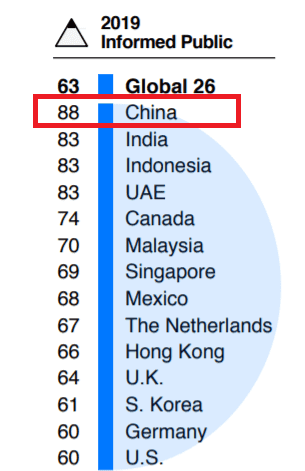 2019
Informed Public
63 Global 26
88 China
83 India
83 Indonesia
83 UAE
74 Canada
70 Malaysia
69 Singapore
68 Mexico
67 The Netherlands
66 Hong Kong
64 U.K.
61 S. Korea
60 Germany
60 U.S.